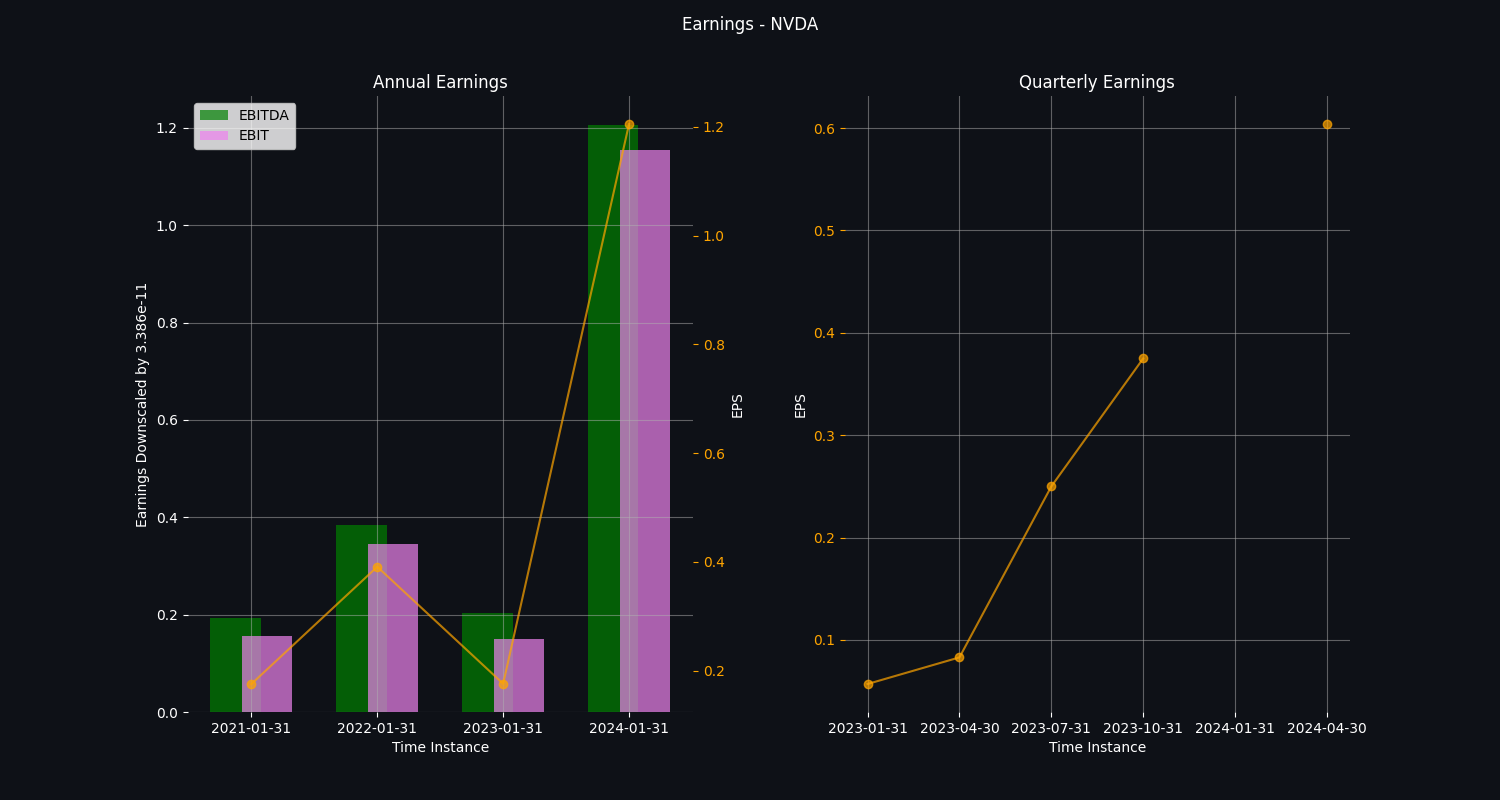 Earnings - NVDA
Annual Earnings
EBITDA
EBIT
Earnings Downscaled by 3.386e-11
1.2
1.0
0.8
0.6
0.4
0.2
0.0
1.2
1.0
0.8
0.6
0.4
0.2
EPS
2021-01-31 2022-01-31 2023-01-31 2024-01-31
Time Instance
Quarterly Earnings
EPS
0.6
0.5
0.4
0.3
0.2
0.1
2023-01-31 2023-04-30 2023-07-31 2023-10-31 2024-01-31 2024-04-30
Time Instance